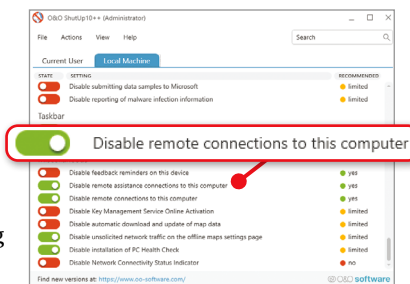 O&O ShutUp10++ (Administrator)
File Actions View Help Search
Current User Local Machine
STATE SETTING RECOMMENDED
Disable submitting data samples to Microsoft limited
Disable reporting of malware infection information limited
Taskbar
Disable remote connections to this computer
Disable feedback reminders on this device yes
Disable remote assistance connections to this computer yes
Disable remote connections to this computer yes
Disable Key Management Service Online Activation limited
Disable automatic download and update of map data limited
Disable unsolicited network traffic on the offline maps settings page limited
g
Disable installation of PC Health Check limited
Disable Network Connectivity Status Indicator no
Find new versions at: https://www.oo-software.com/ O&O software